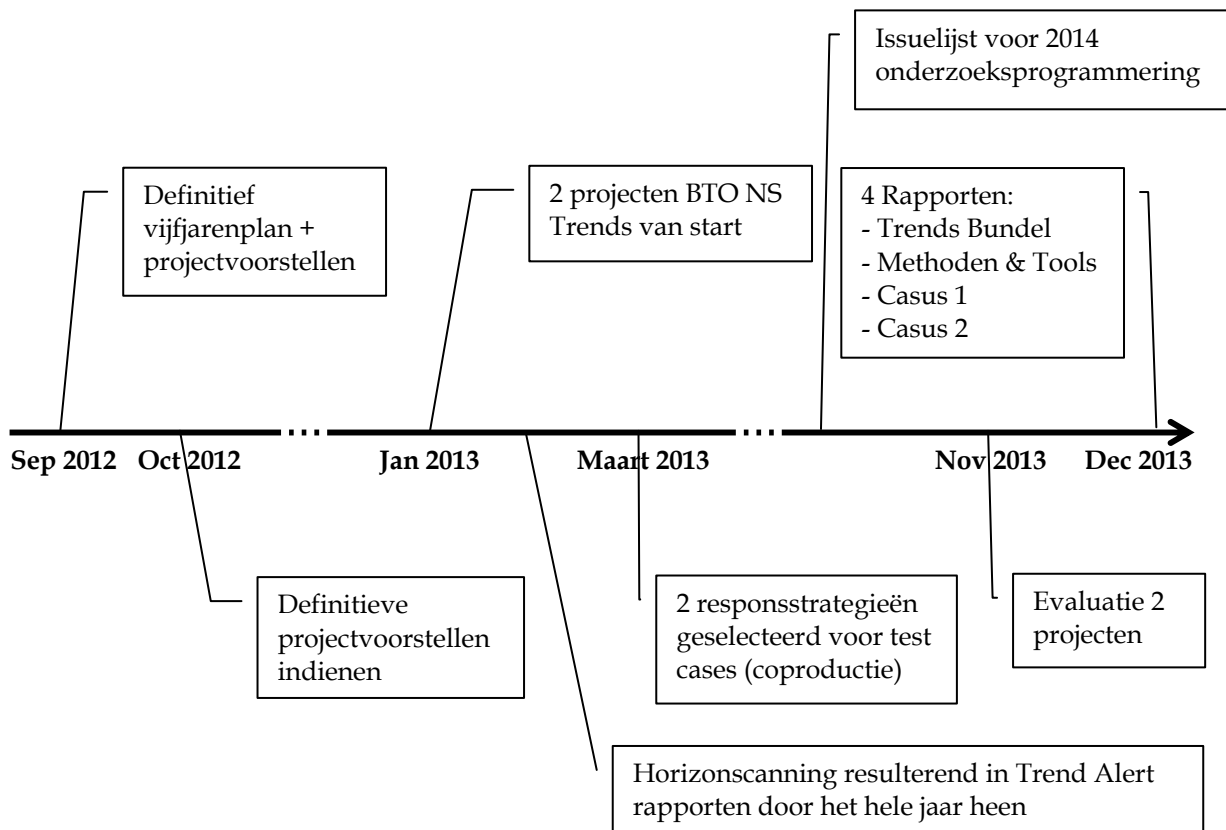 Issuelijst voor 2014
onderzoeksprogrammering
Definitief
vijfjarenplan +
projectvoorstellen
2 projecten BTO NS
Trends van start
4 Rapporten:
- Trends Bundel
- Methoden & Tools
- Casus 1
- Casus 2
Sep 2012
Oct 2012
Jan 2013
Maart 2013
Nov 2013
Dec 2013
Definitieve
projectvoorstellen
indienen
2 responsstrategieën
geselecteerd voor test
cases (coproductie)
Evaluatie 2
projecten
Horizonscanning resulterend in Trend Alert
rapporten door het hele jaar heen